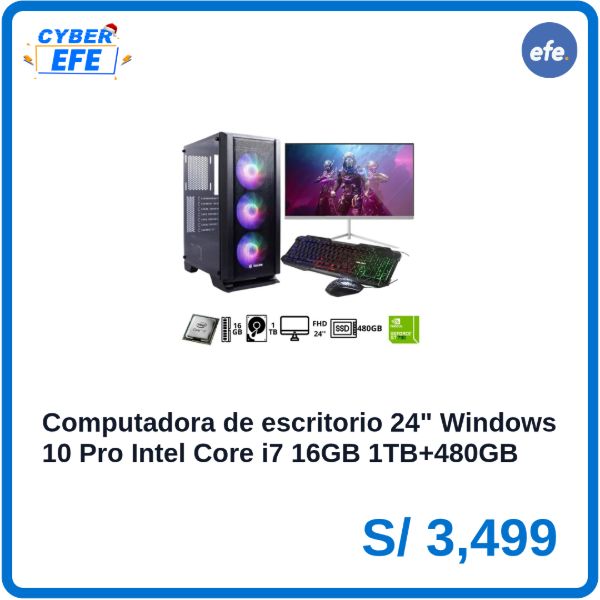 CYBER
EFE
efe.
16
GB
1
TB
FHD
24"
SSD
480GB
Computadora de escritorio 24" Windows
10 Pro Intel Core i7 16GB 1TB+480GB
S/ 3,499